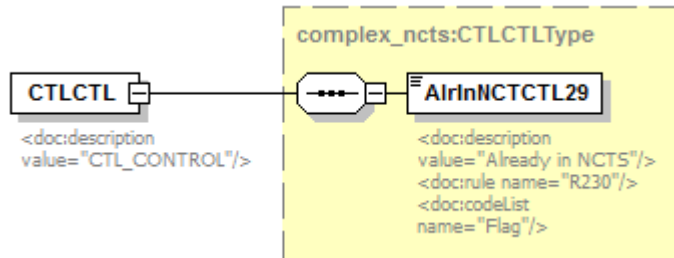 complex_ncts:CTLCTLType
CTLCTL
<doc:description
value="CTL_CONTROL"/>
AlrInNCTCTL29
<doc:description
value="Already in NCTS"/>
<doc:rule name="R230"/>
<doc:codeList
name="Flag"/>